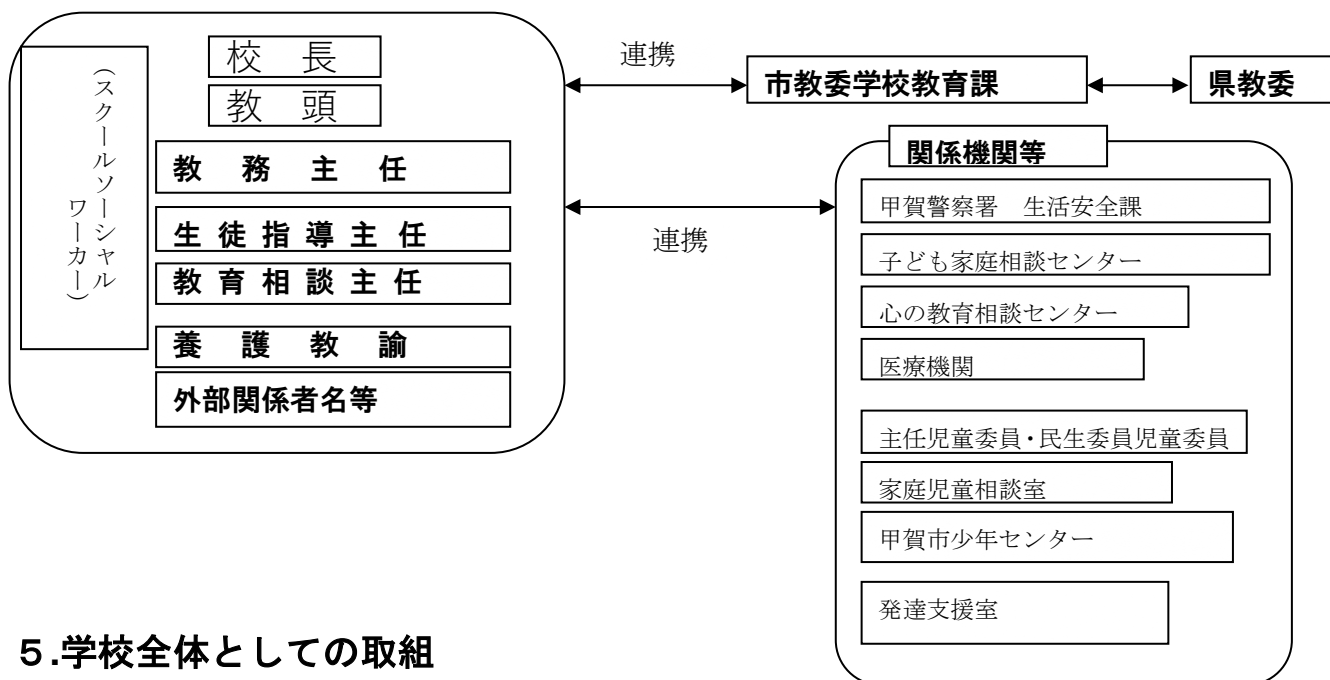 (スクールソーシャル
ワーカー)
校　長
教　頭
教　務　主　任
生 徒 指 導 主 任
教 育 相 談 主 任
養　護　教　諭
外部関係者名等
連携
市教委学校教育課
県教委
連携
関係機関等
甲賀警察署　生活安全課
子ども家庭相談センター
心の教育相談センター
医療機関
主任児童委員・民生委員児童委員
家庭児童相談室
甲賀市少年センター
発達支援室
５.学校全体としての取組